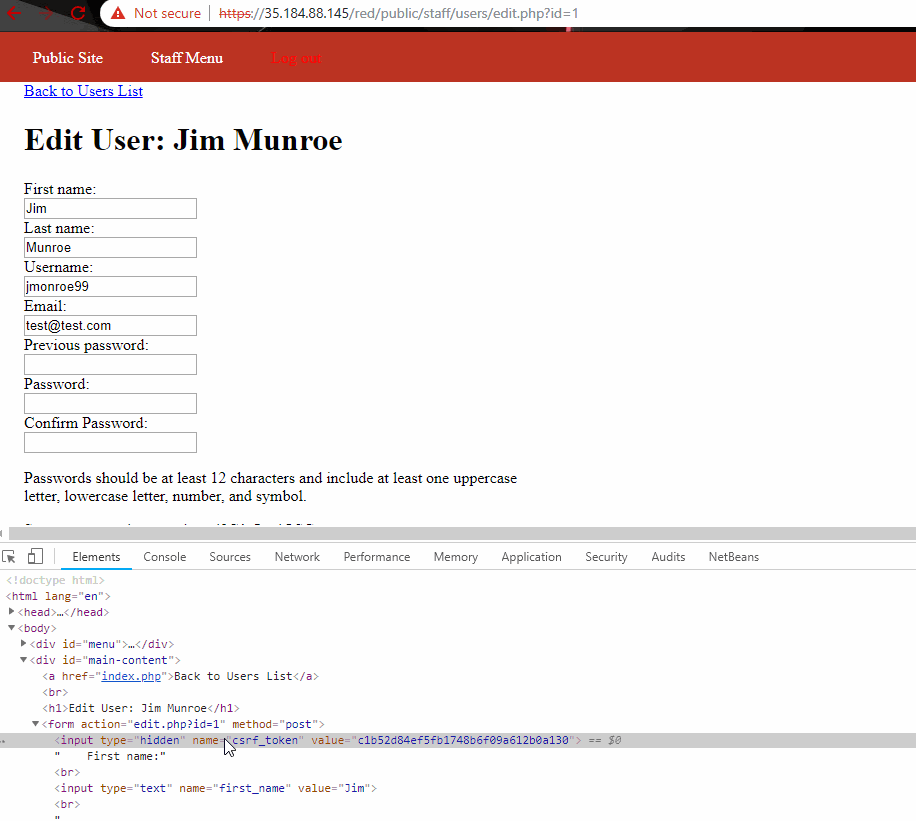 Not secure | https://35.184.88.145/red/public/staff/users/edit.php?id=1
Public Site Staff Menu Log out
Back to Users List
Edit User: Jim Munroe
First name:
Jim
Last name:
Munroe
Username:
jmonroe99
Email:
test@test.com
Previous password:
Password:
Confirm Password:
Passwords should be at least 12 characters and include at least one uppercase
letter, lowercase letter, number, and symbol.
Elements Console Sources Network Performance Memory Application Security Audits NetBeans
<!doctype html>
<html lang="en">
<head>…</head>
<body>
<div id="menu">…</div>
<div id="main-content">
<a href="index.php">Back to Users List</a>
<br>
<h1>Edit User: Jim Munroe</h1>
<form action="edit.php?id=1" method="post">
<input type="hidden" name="csrf_token" value="c1b52d84ef5fb1748b6f09a612b0a130"> == $0
" First name:"
<br>
<input type="text" name="first_name" value="Jim">
<br>
"